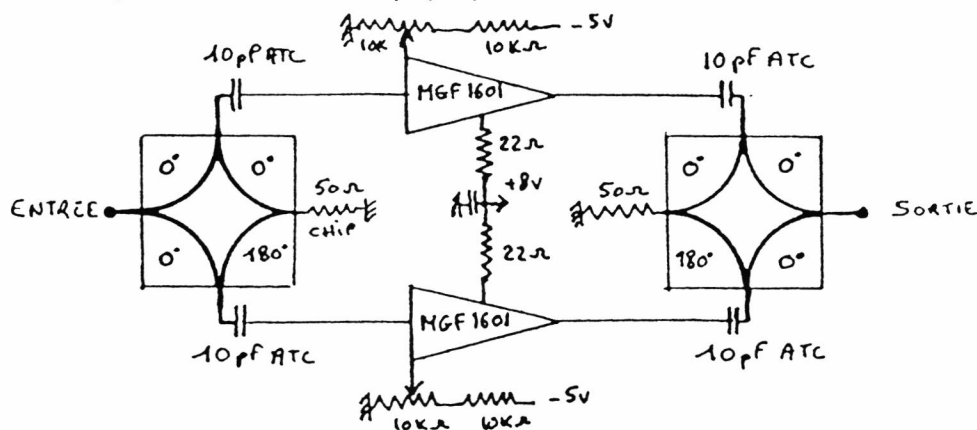 10K 10KΩ -5V
10pF ATC
MGF1601
10pF ATC
0° 0°
22Ω
0° 0°
+8V
ENTRÉE
50Ω
CHIP
50Ω
SORTIE
0° 180°
22Ω
180° 0°
10pF ATC
MGF1601
10pF ATC
10KΩ 10KΩ -5V